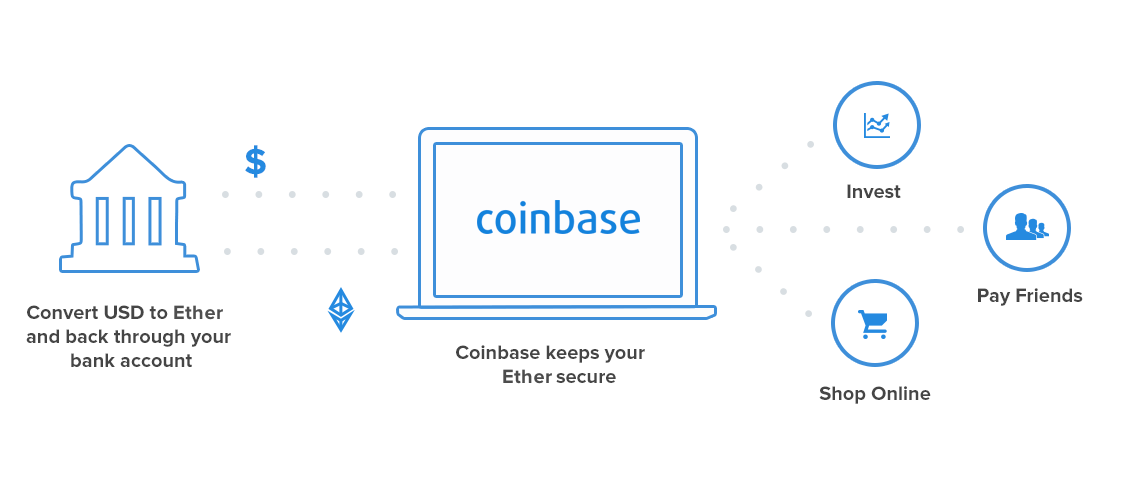 $
Convert USD to Ether
and back through your
bank account
coinbase
Coinbase keeps your
Ether secure
Invest
Pay Friends
Shop Online